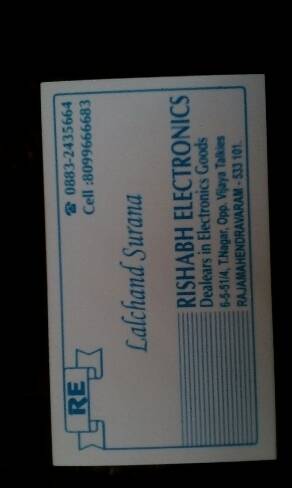 RE
☎ 0883-2435664
Cell :8099666683
Lalchand Surana
RISHABH ELECTRONICS
Dealears in Electronics Goods
6-5-51/4, T.Nagar, Opp. Vijaya Talkies
RAJAMAHENDRAVARAM - 533 101.